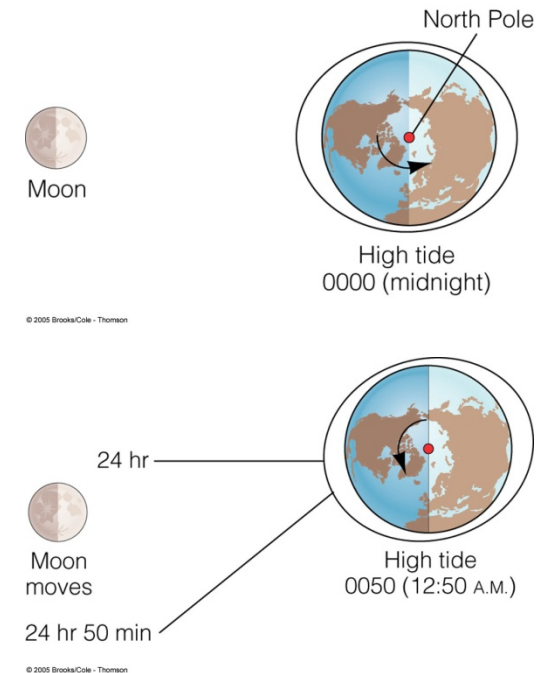 North Pole
Moon
High tide
0000 (midnight)
© 2005 Brooks/Cole - Thomson
24 hr
Moon
moves
High tide
0050 (12:50 A.M.)
24 hr 50 min
© 2005 Brooks/Cole - Thomson